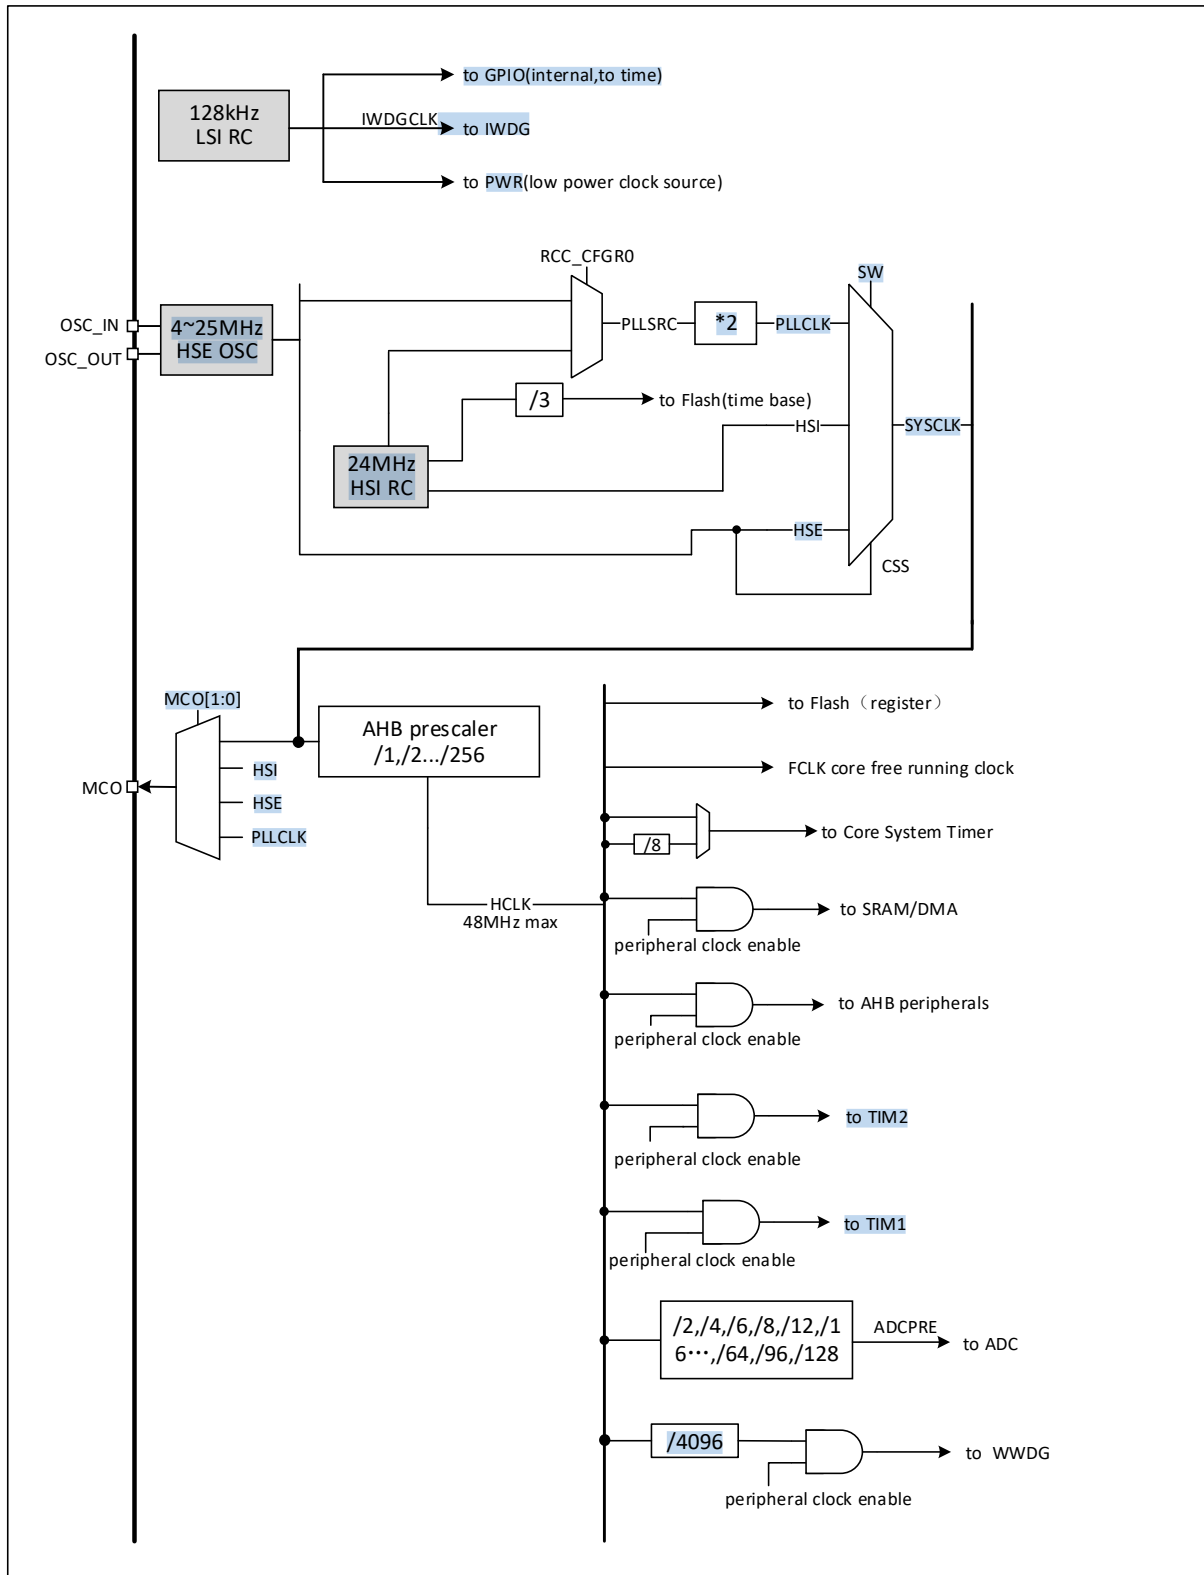 to GPIO(internal,to time)
128kHz
LSI RC
IWDGCLK
to IWDG
to PWR(low power clock source)
RCC_CFGR0
SW
OSC_IN
OSC_OUT
4~25MHz
HSE OSC
PLLSRC
*2
PLLCLK
/3
to Flash(time base)
HSI
SYSCLK
24MHz
HSI RC
HSE
CSS
MCO[1:0]
AHB prescaler
/1,/2.../256
HSI
MCO
HSE
PLLCLK
HCLK
48MHz max
to Flash（register）
FCLK core free running clock
to Core System Timer
/8
to SRAM/DMA
peripheral clock enable
to AHB peripherals
peripheral clock enable
to TIM2
peripheral clock enable
to TIM1
peripheral clock enable
/2,/4,/6,/8,/12,/1
6⋯,/64,/96,/128
ADCPRE
to ADC
/4096
to WWDG
peripheral clock enable